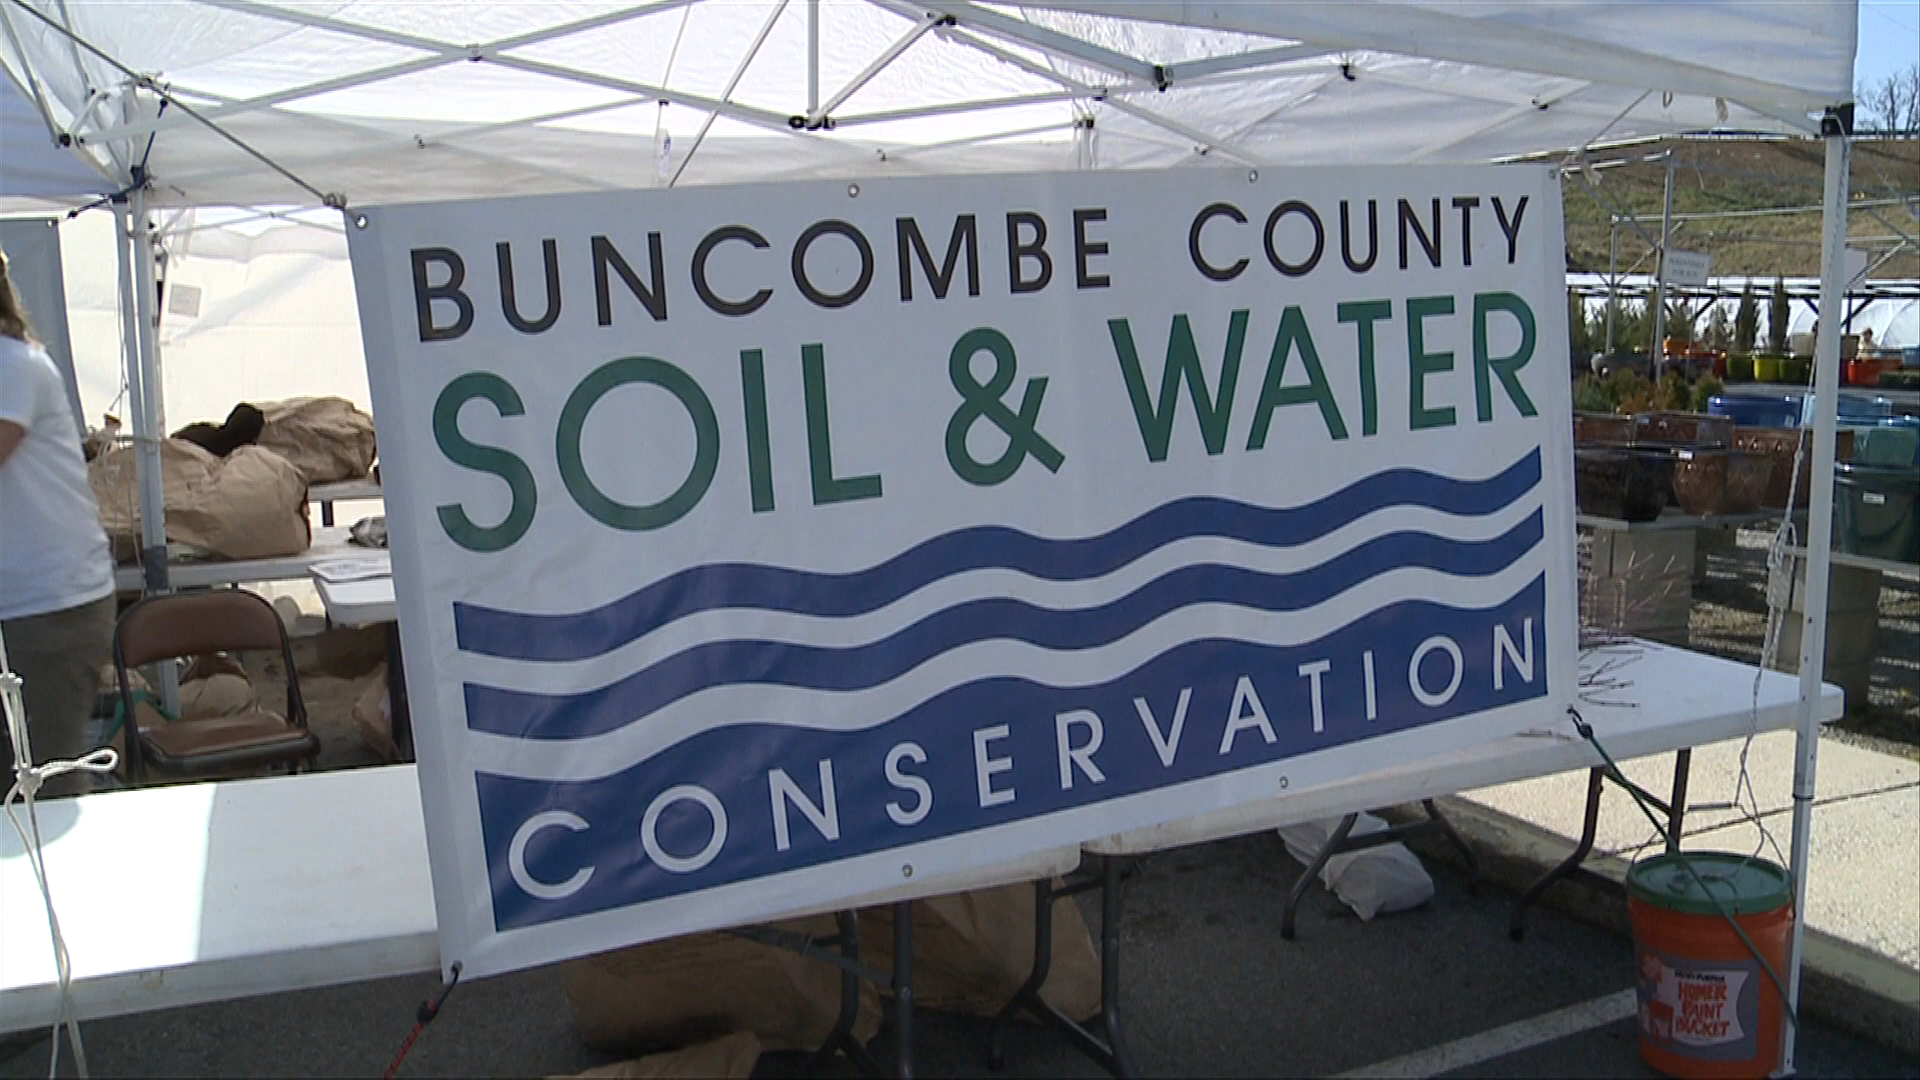 BUNCOMBE COUNTY
SOIL & WATER
CONSERVATION
HOMER
PAINT
BUCKET